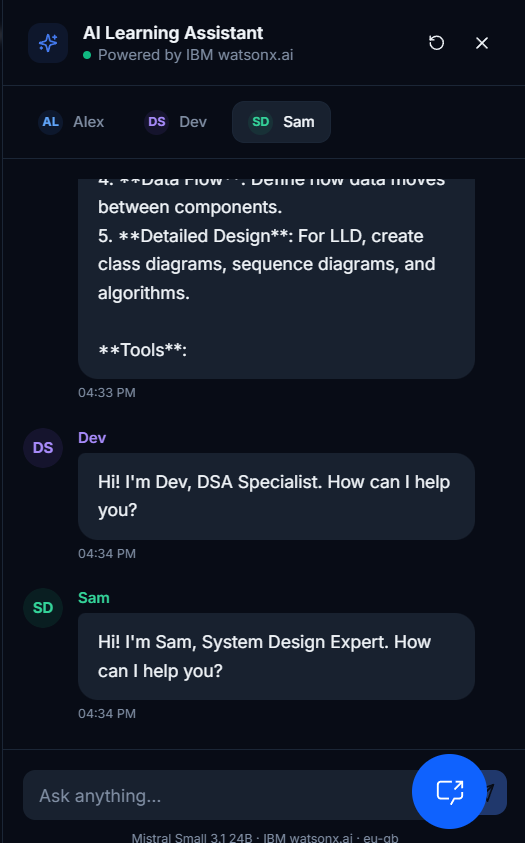 AI Learning Assistant
Powered by IBM watsonx.ai
AL Alex DS Dev SD Sam
4. **Data Flow**: Define how data moves
between components.
5. **Detailed Design**: For LLD, create
class diagrams, sequence diagrams, and
algorithms.
**Tools**:
04:33 PM
DS Dev
Hi! I'm Dev, DSA Specialist. How can I help
you?
04:34 PM
SD Sam
Hi! I'm Sam, System Design Expert. How
can I help you?
04:34 PM
Ask anything...
Mistral Small 3.1 24B · IBM watsonx.ai · eu-gb